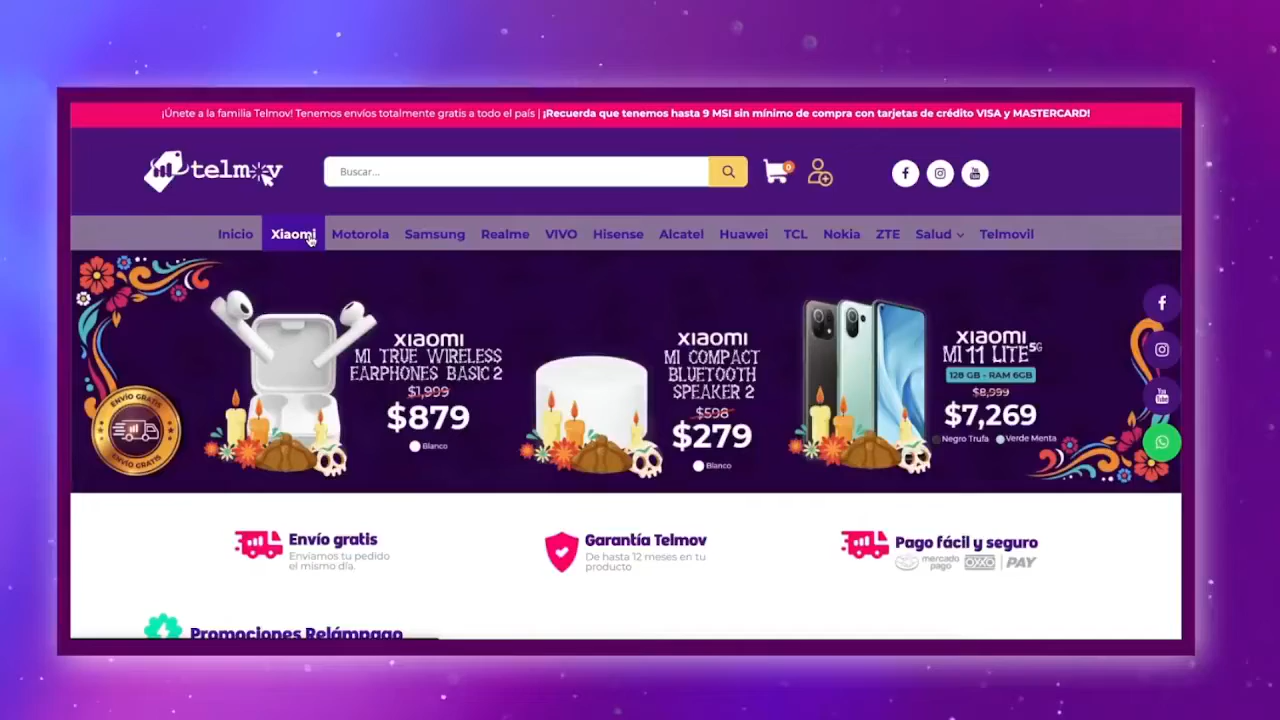 ¡Únete a la familia Telmov! Tenemos envíos totalmente gratis a todo el país | ¡Recuerda que tenemos hasta 9 MSI sin mínimo de compra con tarjetas de crédito VISA y MASTERCARD!
telmov
Buscar...
0
Inicio Xiaomi Motorola Samsung Realme VIVO Hisense Alcatel Huawei TCL Nokia ZTE Salud Telmovil
ENVÍO GRATIS
ENVÍO GRATIS
XIAOMI
MI TRUE WIRELESS
EARPHONES BASIC 2
$1,999
$879
Blanco
XIAOMI
MI COMPACT
BLUETOOTH
SPEAKER 2
$598
$279
Blanco
XIAOMI
MI 11 LITE 5G
128 GB - RAM 6GB
$8,999
$7,269
Negro Trufa Verde Menta
You Tube
Envío gratis
Enviamos tu pedido
el mismo día.
Garantía Telmov
De hasta 12 meses en tu
producto
Pago fácil y seguro
mercado pago OXXO PAY
Promociones Relámpago